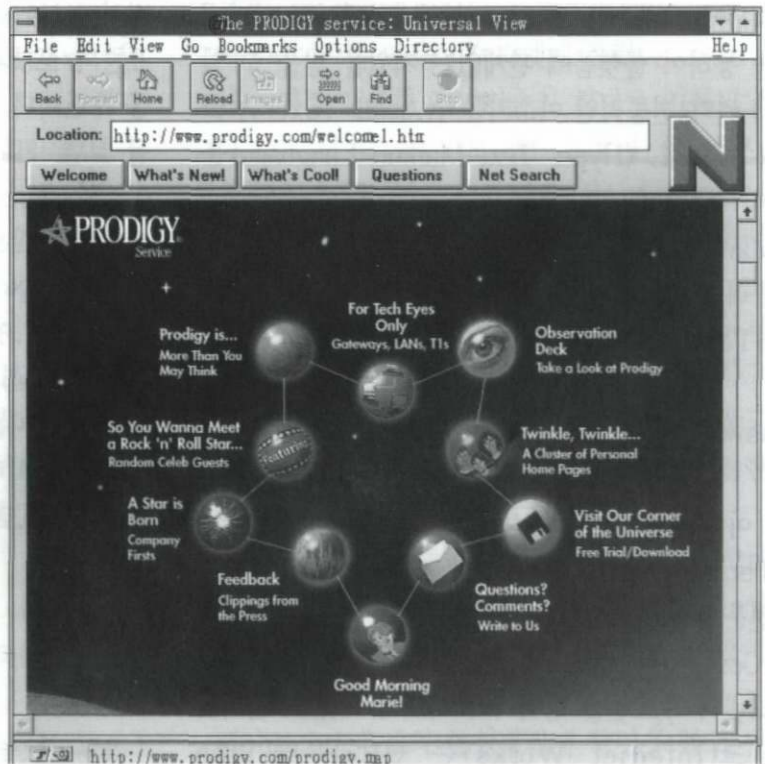 The PRODIGY service: Universal View
File Edit View Go Bookmarks Options Directory Help
Back Forward Home Reload Images Open Find Stop
Location: http://www.prodigy.com/welcomel.htm
Welcome What's New! What's Cool! Questions Net Search
PRODIGY
Service
For Tech Eyes
Only
Gateways, LANs, T1s
Prodigy is...
More Than You
May Think
Observation
Deck
Take a Look at Prodigy
So You Wanna Meet
a Rock 'n' Roll Star...
Random Celeb Guests
Featuring
Twinkle, Twinkle...
A Cluster of Personal
Home Pages
A Star is
Born
Company
Firsts
Visit Our Corner
of the Universe
Free Trial/Download
Feedback
Clippings from
the Press
Questions?
Comments?
Write to Us
Good Morning
Marie!
N
http://www.prodigy.com/prodigy.map